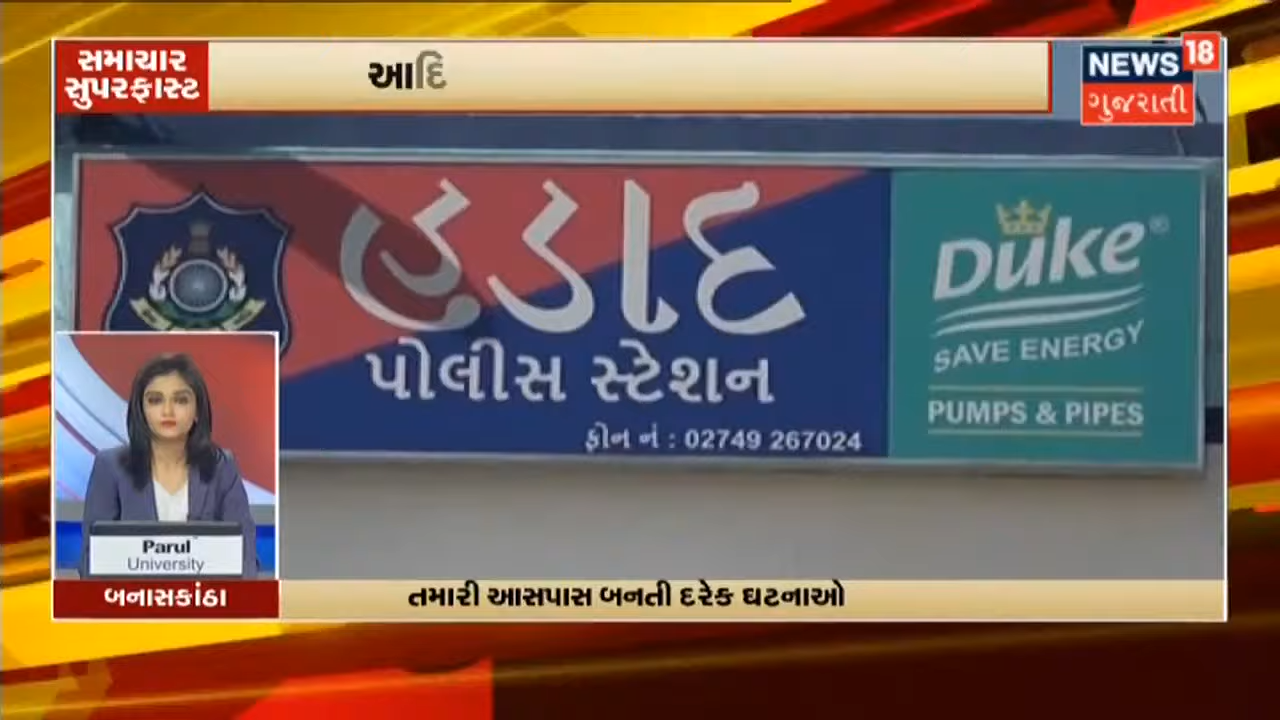 સમાચાર
સુપરફાસ્ટ
આદિ
NEWS 18
ગુજરાતી
હડાદ
પોલીસ સ્ટેશન
ફોન નં : 02749 267024
Duke®
SAVE ENERGY
PUMPS & PIPES
Parul
University
બનાસકાંઠા
તમારી આસપાસ બનતી દરેક ઘટનાઓ